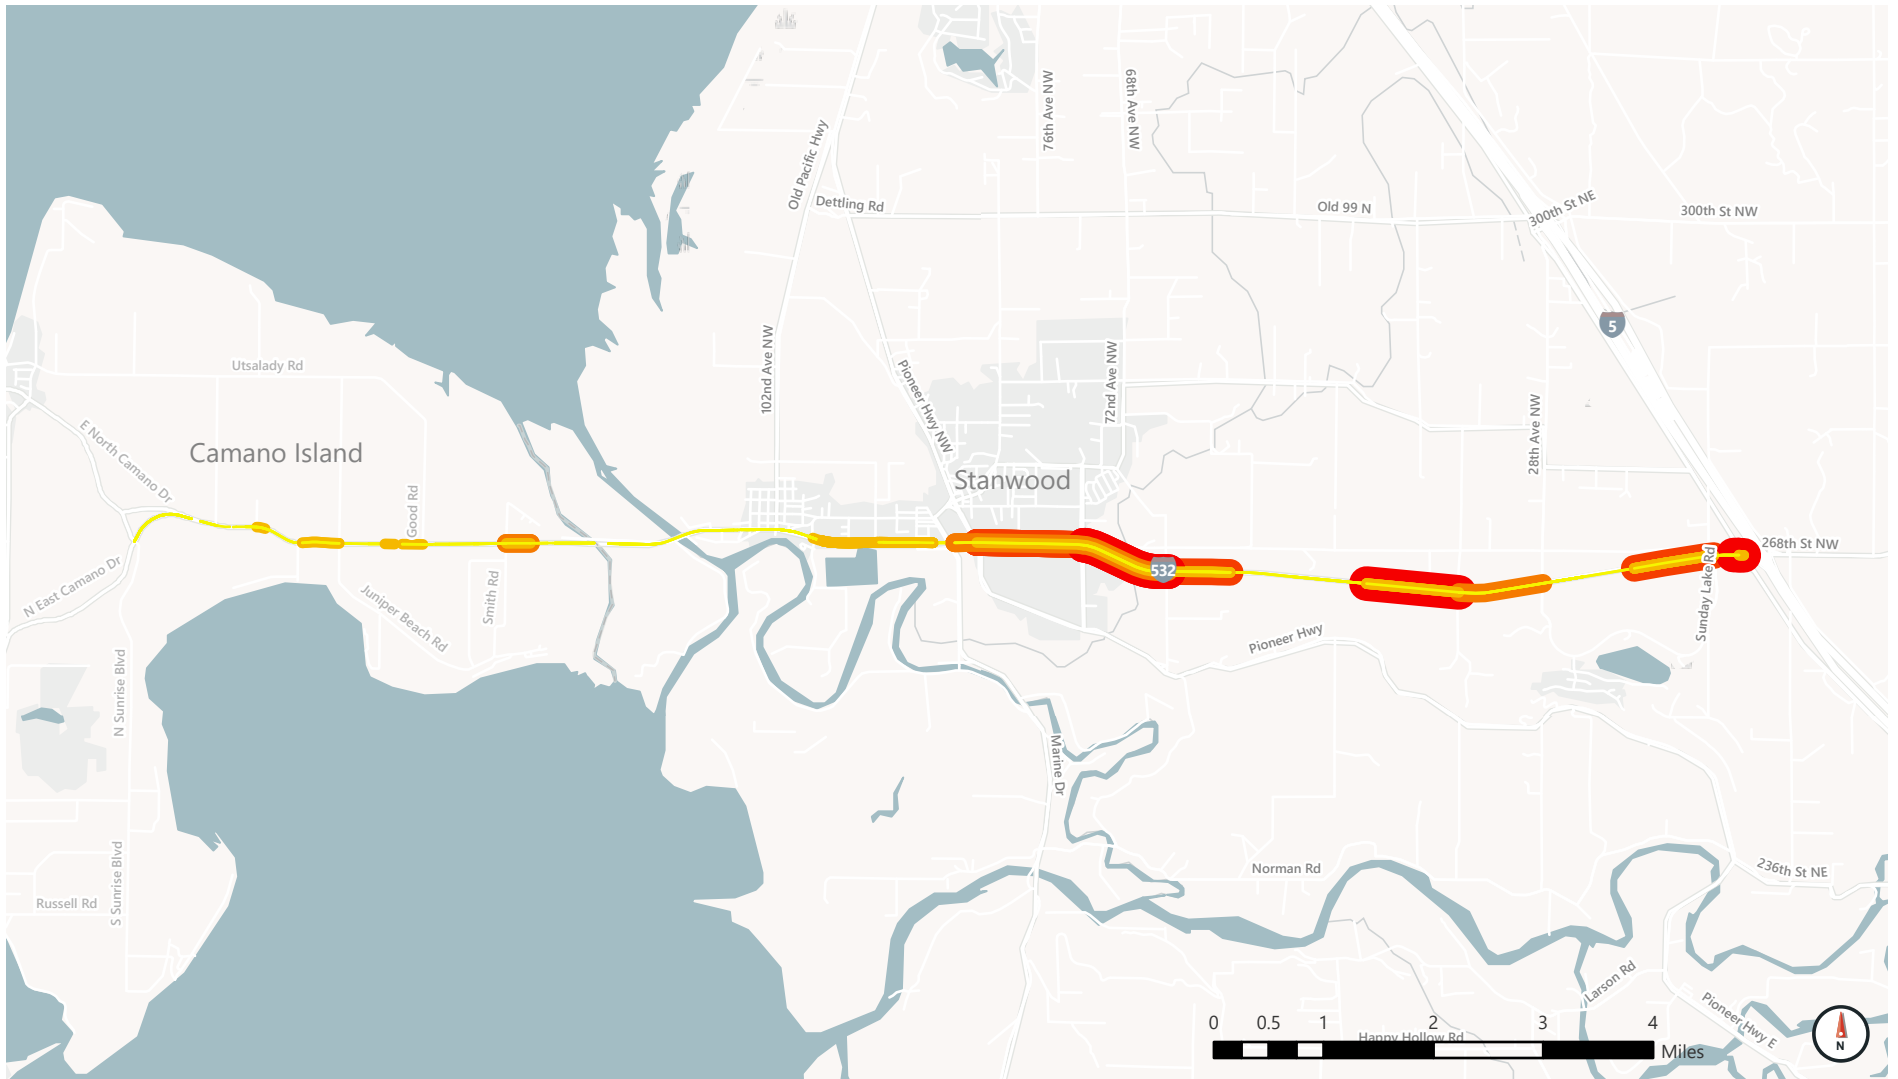 76th Ave NW
68th Ave NW
Old Pacific Hwy
Dettling Rd
Old 99 N
300th St NE
300th St NW
5
Utsalady Rd
102nd Ave NW
Pioneer Hwy NW
72nd Ave NW
28th Ave NW
E North Camano Dr
Camano Island
Stanwood
Good Rd
532
268th St NW
N East Camano Dr
Juniper Beach Rd
Smith Rd
Sunday Lake Rd
Pioneer Hwy
N Sunrise Blvd
Marine Dr
S Sunrise Blvd
Russell Rd
Norman Rd
236th St NE
Larson Rd
Pioneer Hwy E
0 0.5 1 2 3 4
Happy Hollow Rd
Miles
N